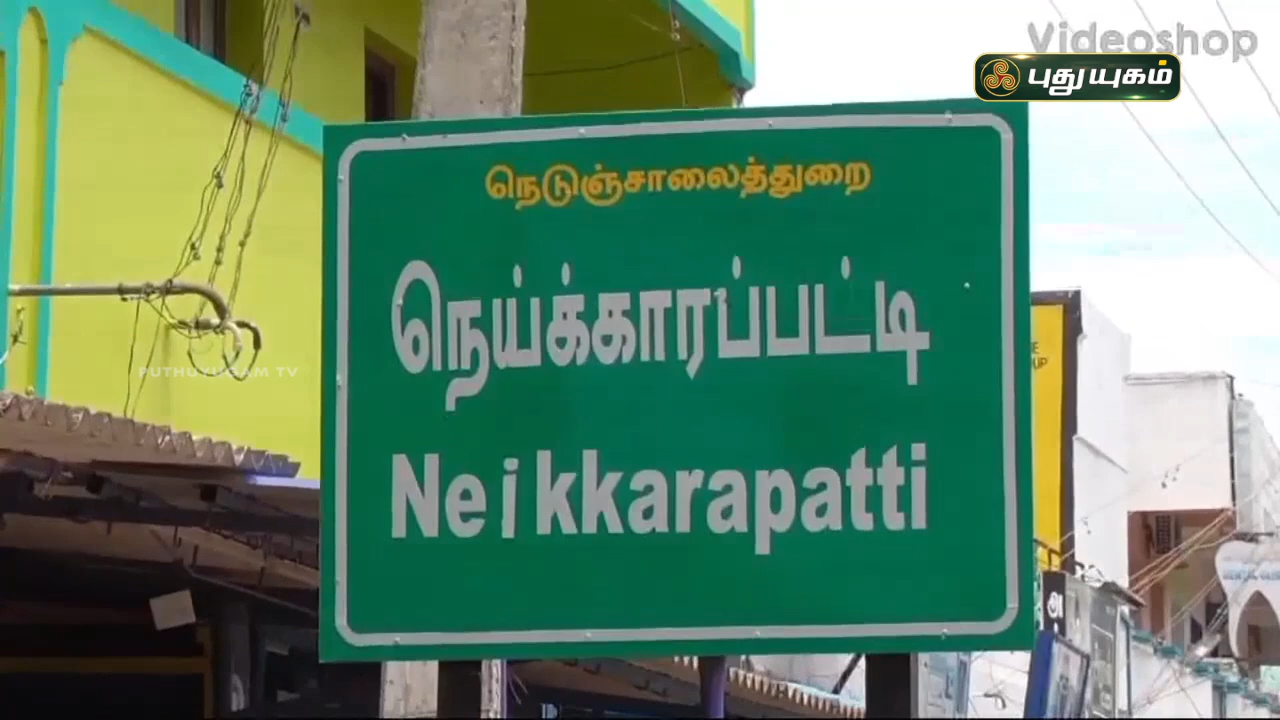 Videoshop
புதுயுகம்
நெடுஞ்சாலைத்துறை
நெய்க்காரப்பட்டி
Neikkarapatti
PUTHUYUGAM TV